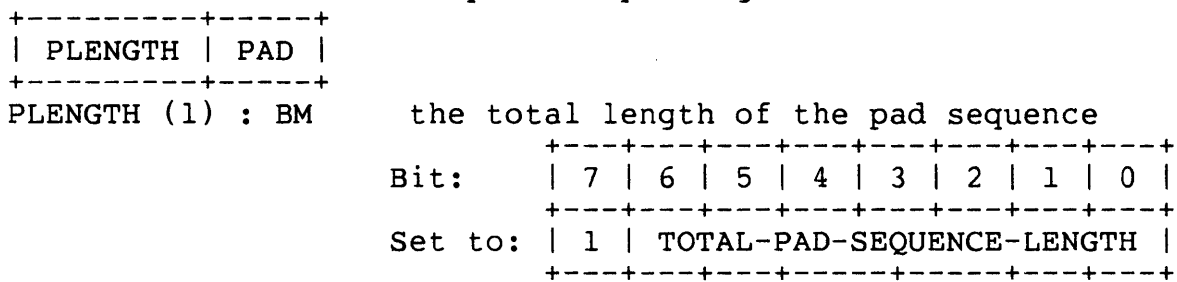 +----------+-----+
| PLENGTH | PAD |
+----------+-----+
PLENGTH (1) : BM the total length of the pad sequence
+---+---+---+---+---+---+---+---+
Bit: | 7 | 6 | 5 | 4 | 3 | 2 | 1 | 0 |
+---+---+---+---+---+---+---+---+
Set to: | 1 | TOTAL-PAD-SEQUENCE-LENGTH |
+---+---+---+-----+-----+---+---+